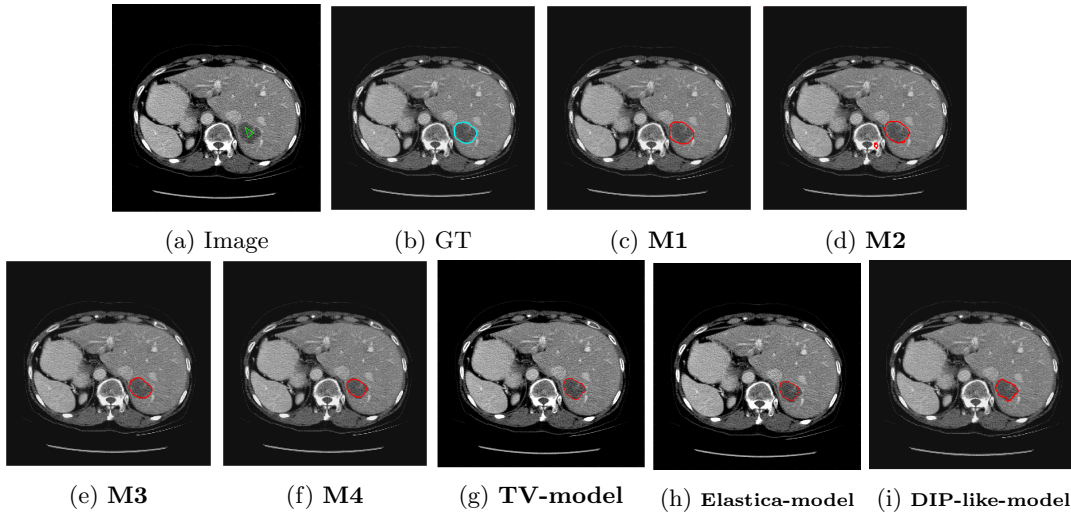 (a) Image (b) GT (c) M1 (d) M2
(e) M3 (f) M4 (g) TV-model (h) Elastica-model (i) DIP-like-model